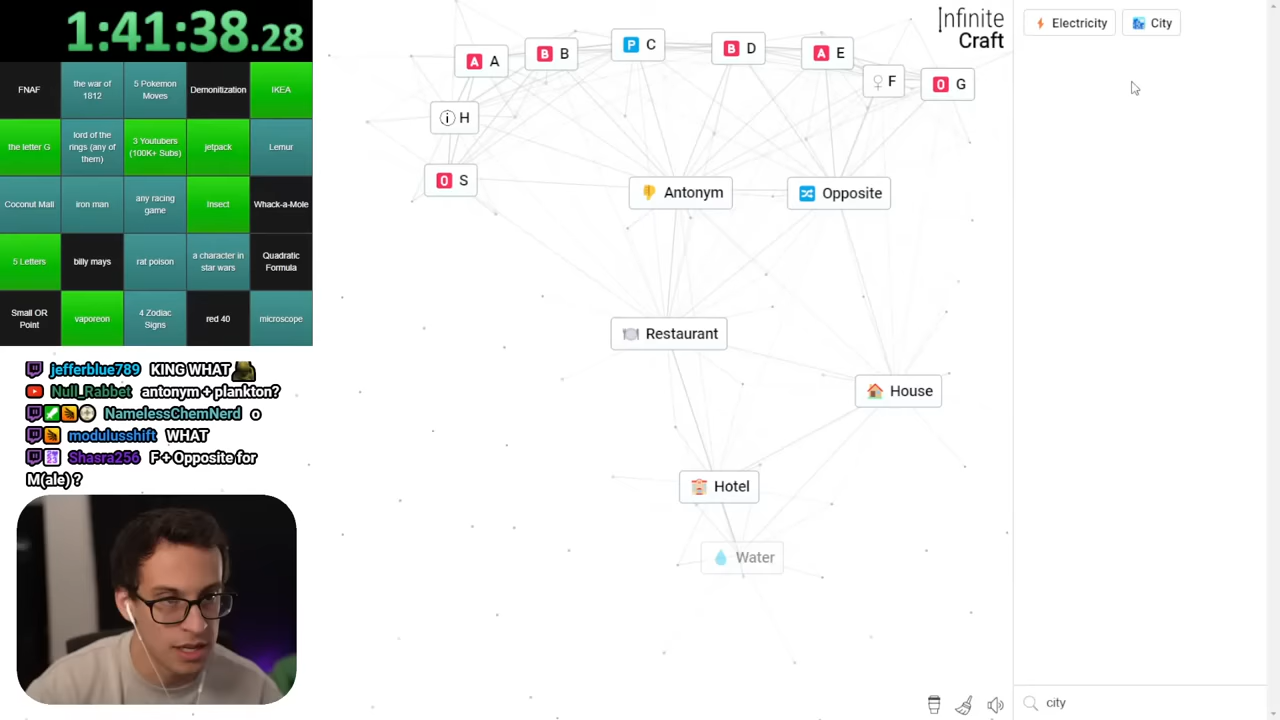 1:41:38.28
FNAF
the war of
1812
5 Pokemon
Moves
Demonitization
IKEA
the letter G
lord of the
rings (any of
them)
3 Youtubers
(100K+ Subs)
jetpack
Lemur
Coconut Mall
iron man
any racing
game
Insect
Whack-a-Mole
5 Letters
billy mays
rat poison
a character in
star wars
Quadratic
Formula
Small OR
Point
vaporeon
4 Zodiac
Signs
red 40
microscope
jefferblue789 KING WHAT
Null_Rabbet antonym + plankton?
NamelessChemNerd o
modulusshift WHAT
Shasra256 F + Opposite for
M(ale) ?
A A
B B
P C
B D
A E
F
O G
H
O S
Antonym
Opposite
Restaurant
House
Hotel
Water
Infinite
Craft
Electricity
City
city